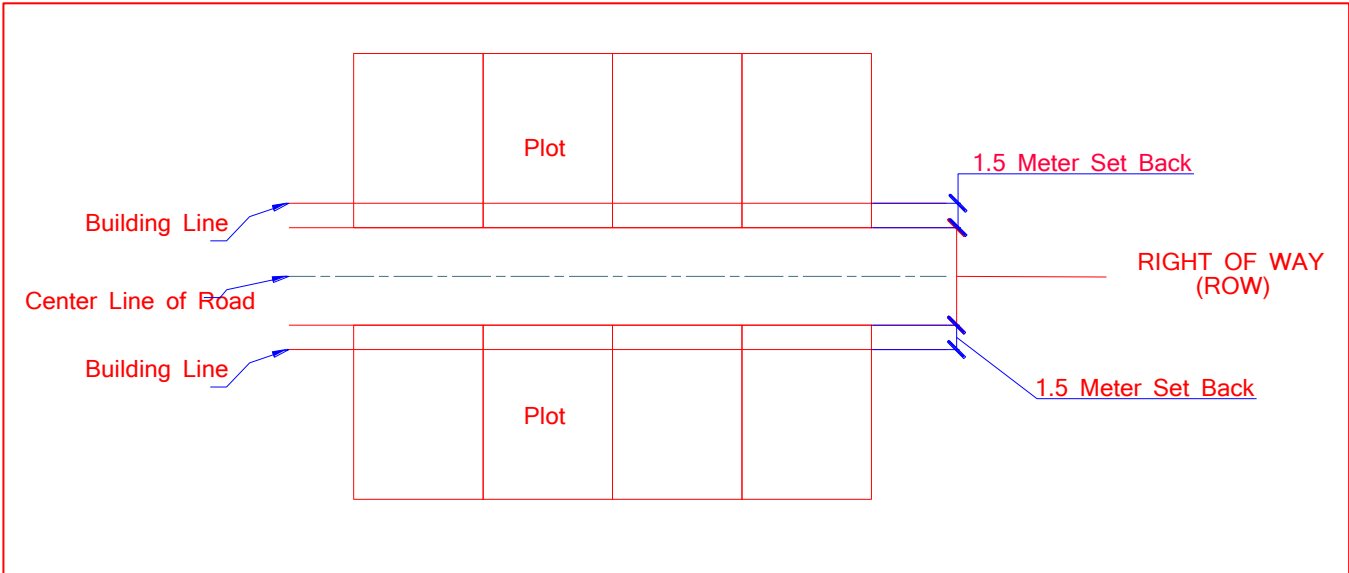 Plot
1.5 Meter Set Back
Building Line
RIGHT OF WAY
(ROW)
Center Line of Road
Building Line
1.5 Meter Set Back
Plot